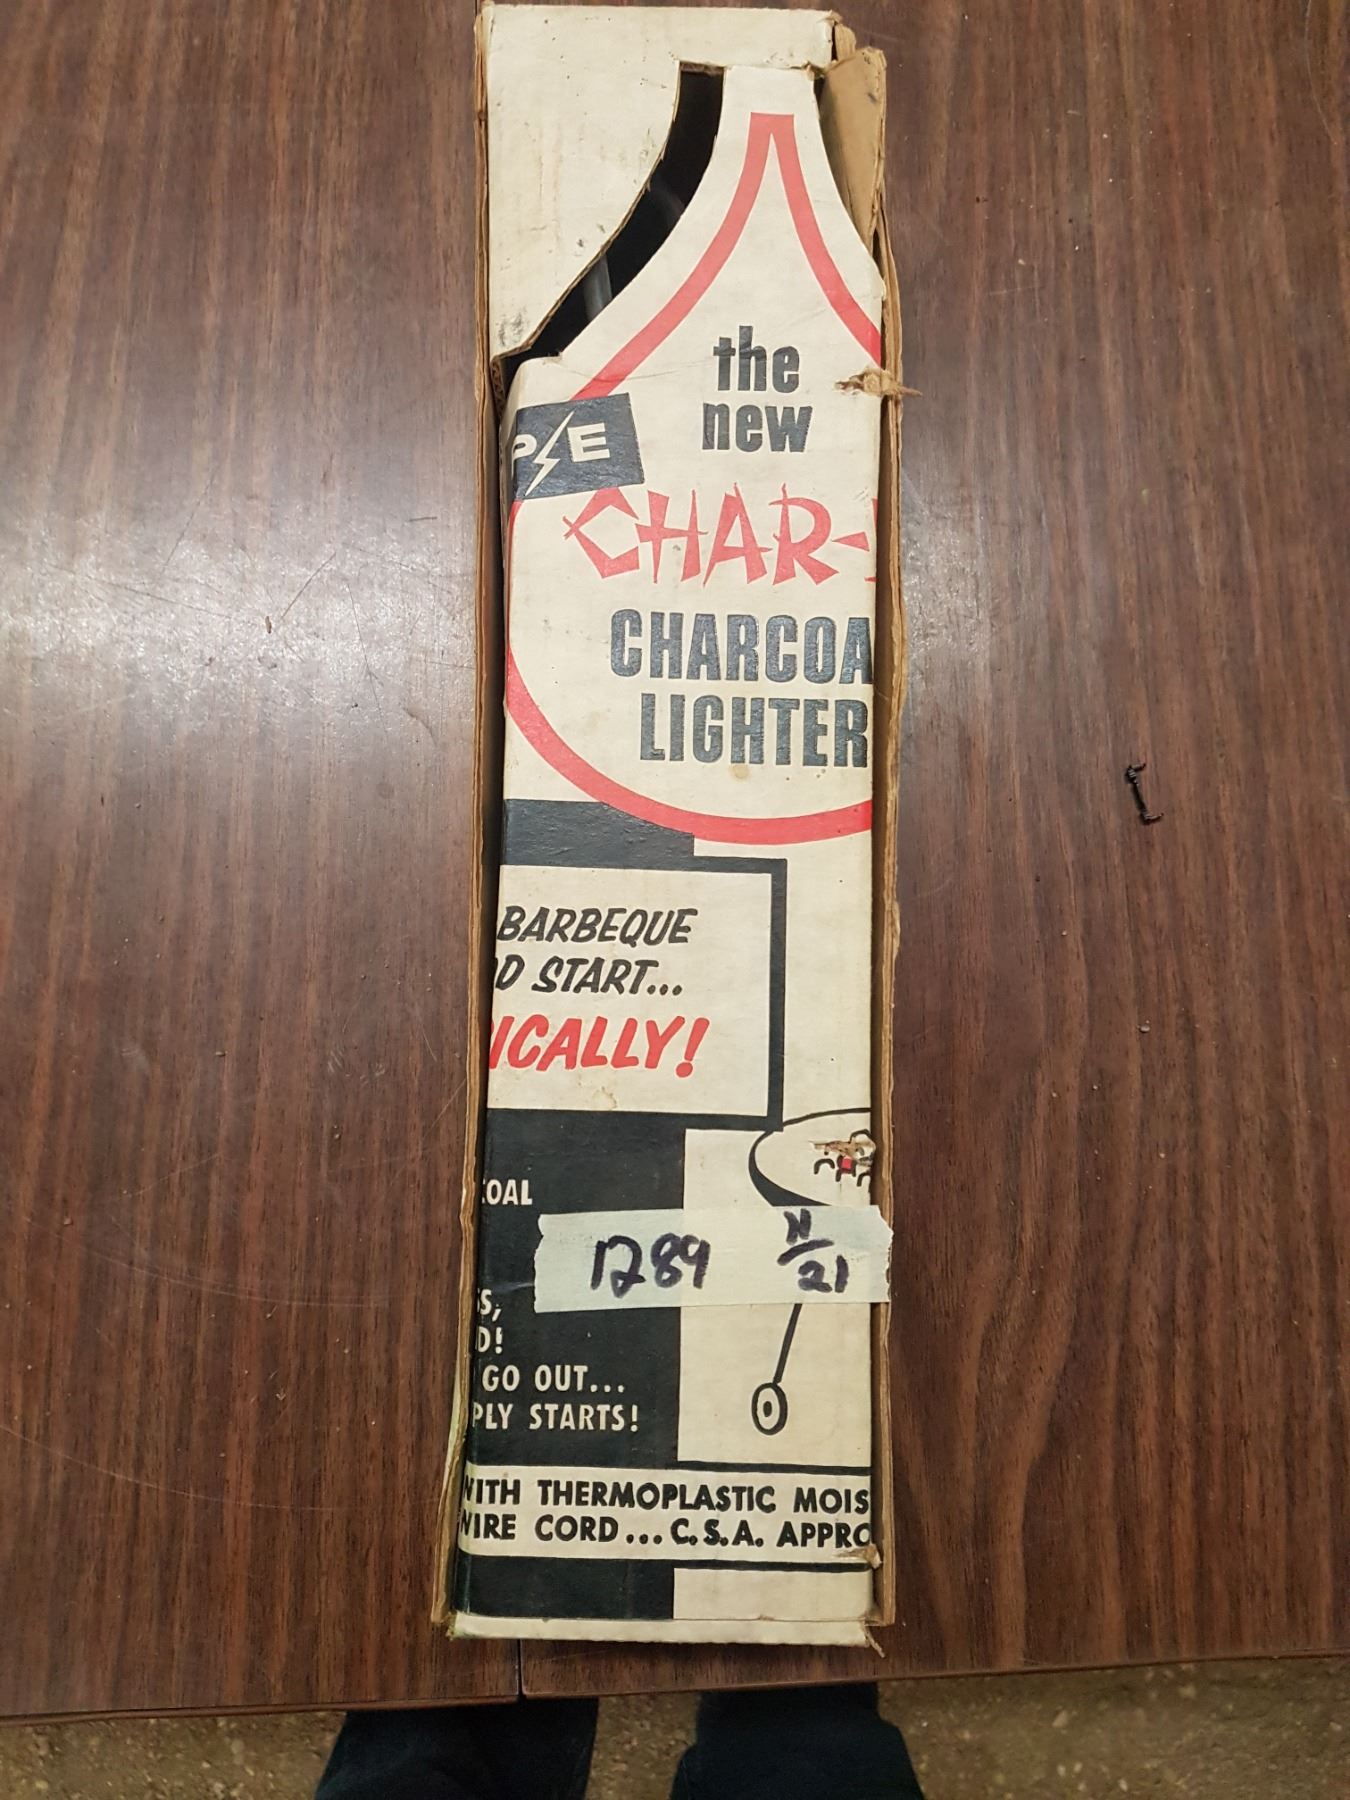 the
new
P E
CHAR-
CHARCOA
LIGHTER
BARBEQUE
D START...
ICALLY!
COAL
1289 N/21
S,
D!
GO OUT...
PLY STARTS!
WITH THERMOPLASTIC MOIS
WIRE CORD... C.S.A. APPRO